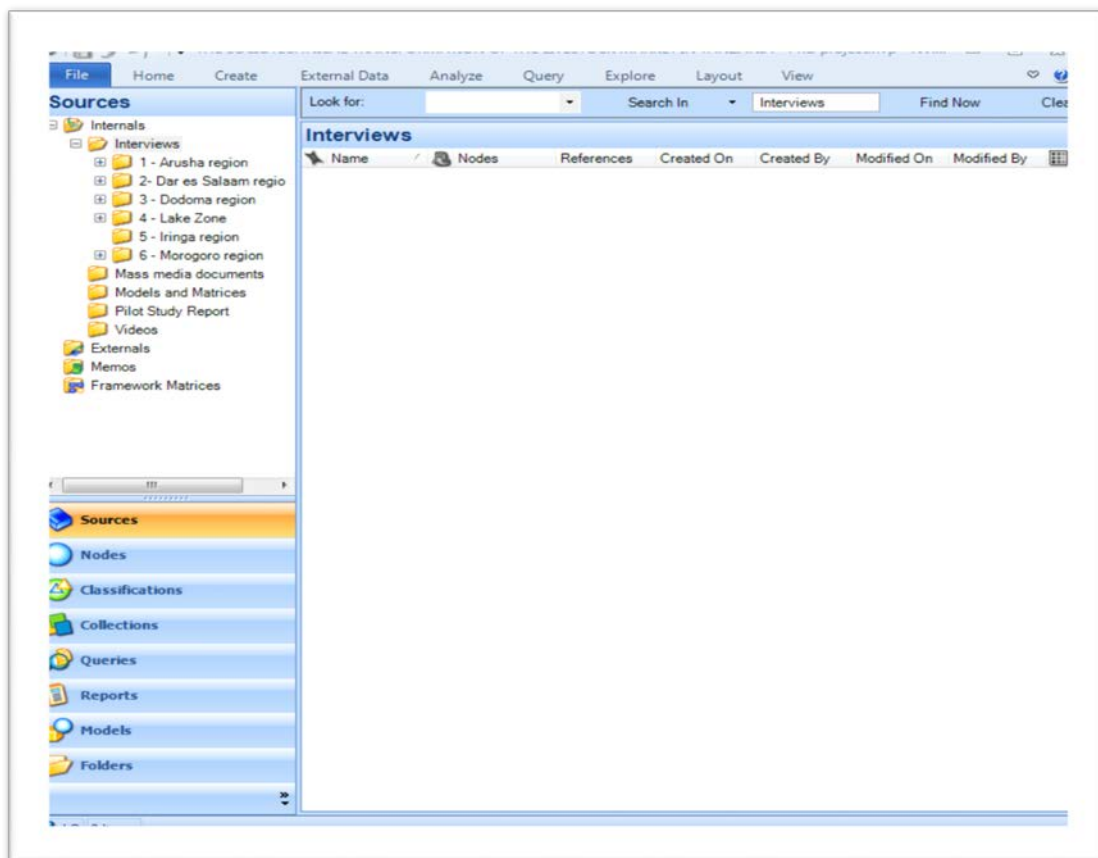 File Home Create External Data Analyze Query Explore Layout View
Sources
Look for: Search In Interviews Find Now Clea
Internals
Interviews
1 - Arusha region
2- Dar es Salaam regio
3 - Dodoma region
4 - Lake Zone
5 - Iringa region
6 - Morogoro region
Mass media documents
Models and Matrices
Pilot Study Report
Videos
Externals
Memos
Framework Matrices
Interviews
Name Nodes References Created On Created By Modified On Modified By
Sources
Nodes
Classifications
Collections
Queries
Reports
Models
Folders